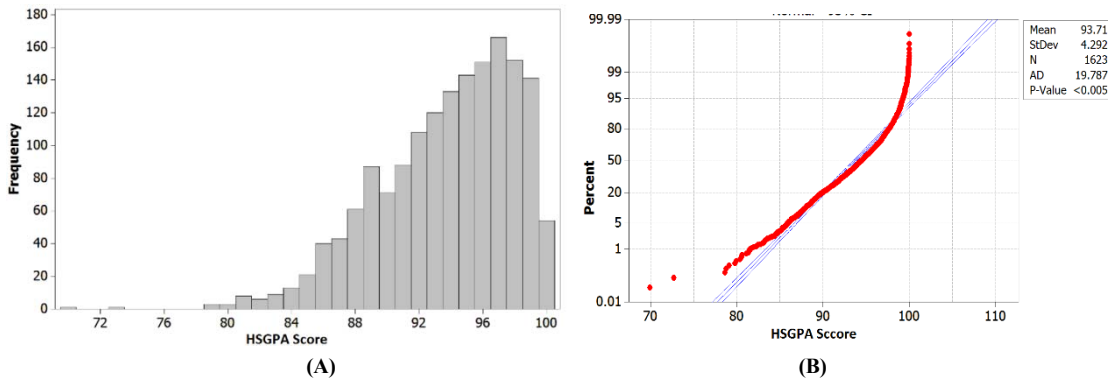 180
160
140
120
100
80
60
40
20
0
Frequency
72 76 80 84 88 92 96 100
HSGPA Score
(A)
99.99
99
95
80
50
20
5
1
0.01
Percent
70 80 90 100 110
HSGPA Sccore
(B)
Mean 93.71
StDev 4.292
N 1623
AD 19.787
P-Value <0.005